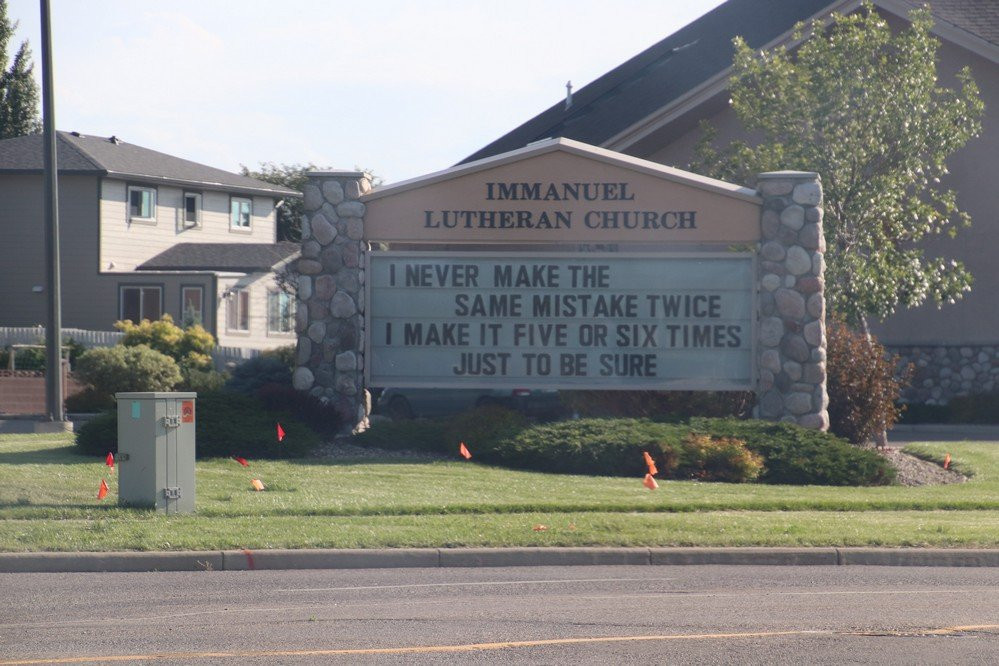 IMMANUEL
LUTHERAN CHURCH
I NEVER MAKE THE
SAME MISTAKE TWICE
I MAKE IT FIVE OR SIX TIMES
JUST TO BE SURE